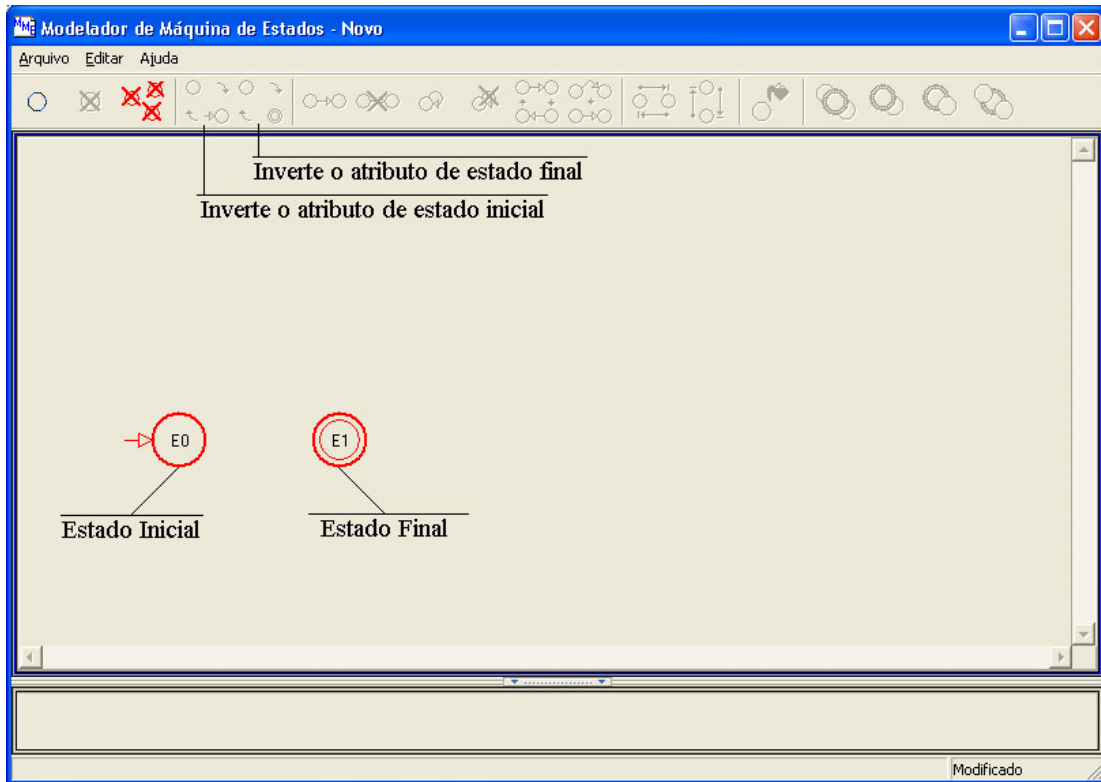 Modelador de Máquina de Estados - Novo
Arquivo Editar Ajuda
Inverte o atributo de estado final
Inverte o atributo de estado inicial
E0 E1
Estado Inicial Estado Final
Modificado